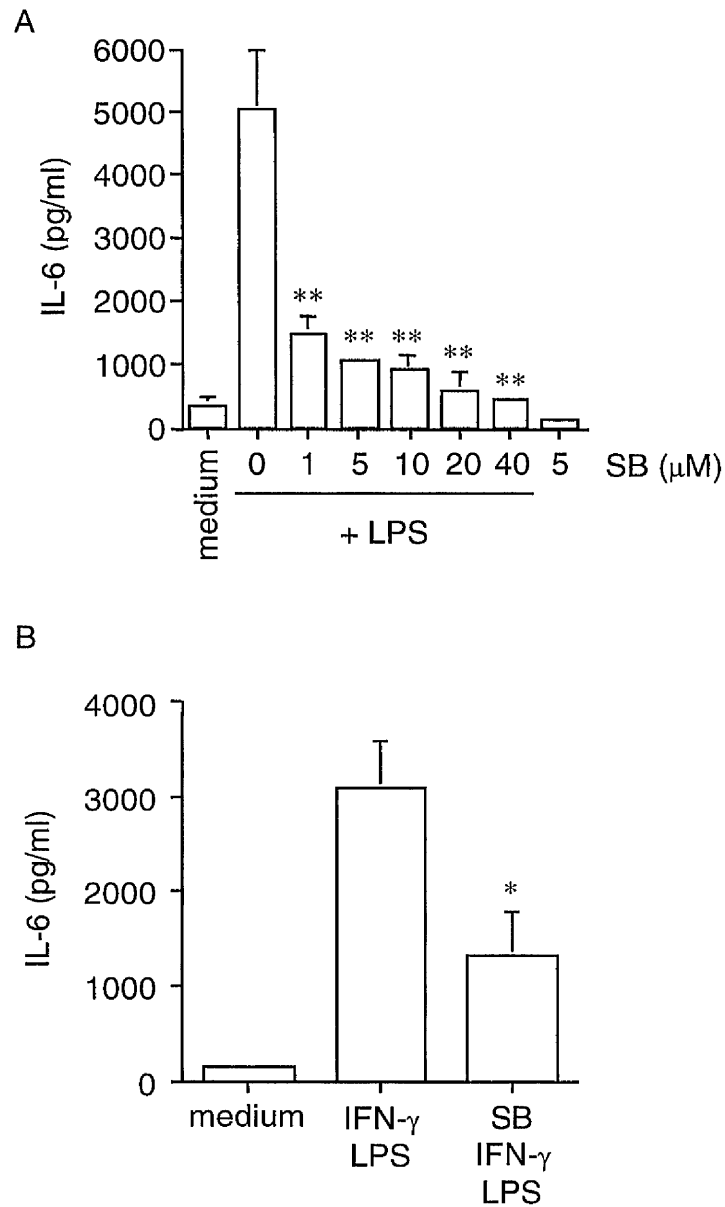 A
6000
5000
4000
3000
2000
1000
0
IL-6 (pg/ml)
** ** ** ** **
medium 0 1 5 10 20 40 5 SB (μM)
+ LPS
B
4000
3000
2000
1000
0
IL-6 (pg/ml)
*
medium IFN-γ SB
LPS IFN-γ
LPS